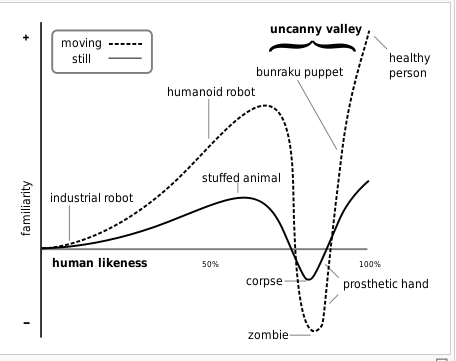 +
uncanny valley
moving
still
healthy
person
bunraku puppet
humanoid robot
stuffed animal
industrial robot
familiarity
human likeness
50%
100%
corpse
prosthetic hand
–
zombie